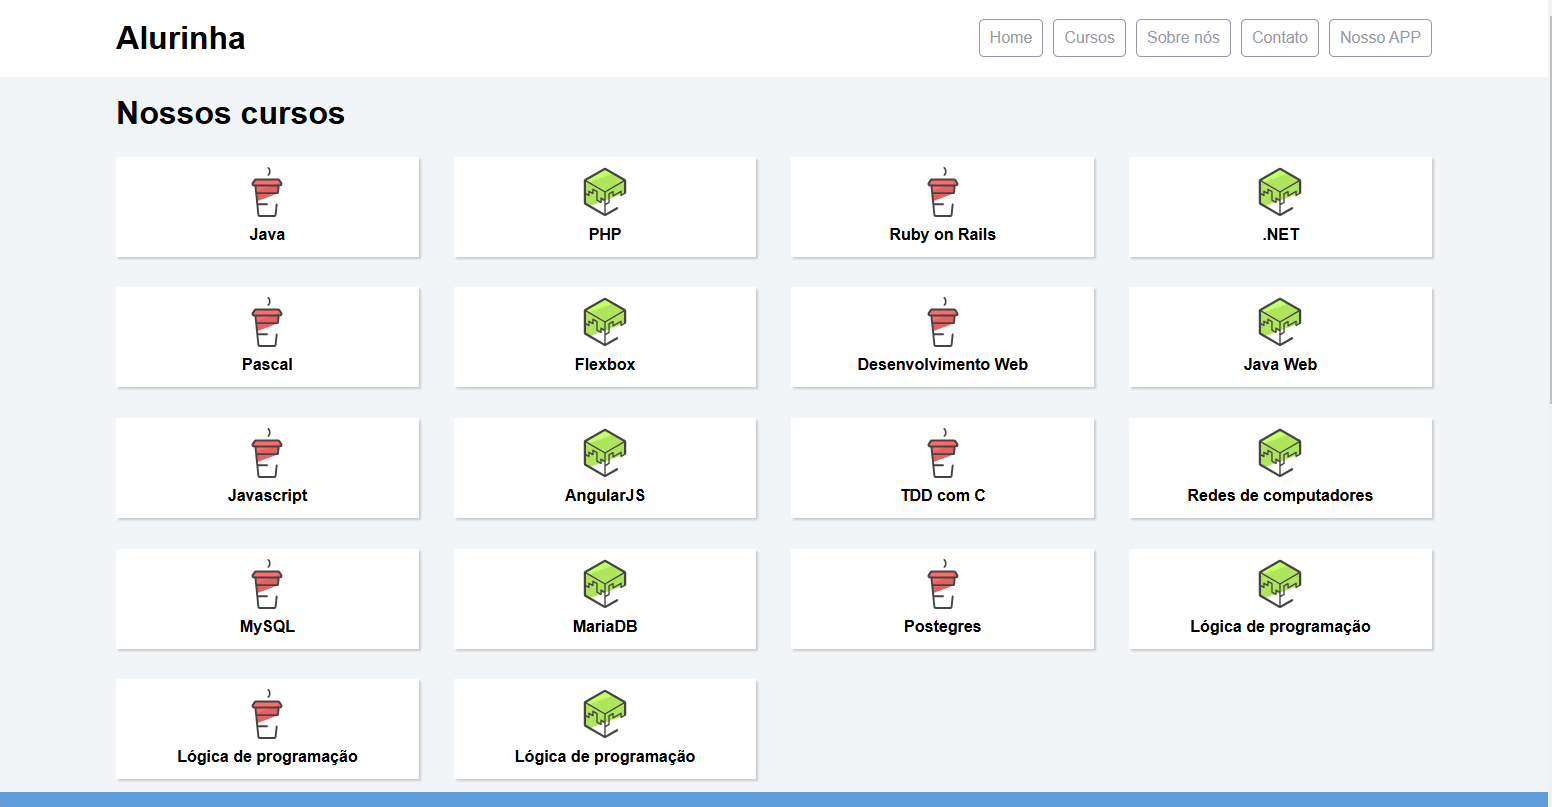 Alurinha
Home Cursos Sobre nós Contato Nosso APP
Nossos cursos
Java PHP Ruby on Rails .NET
Pascal Flexbox Desenvolvimento Web Java Web
Javascript AngularJS TDD com C Redes de computadores
MySQL MariaDB Postegres Lógica de programação
Lógica de programação Lógica de programação